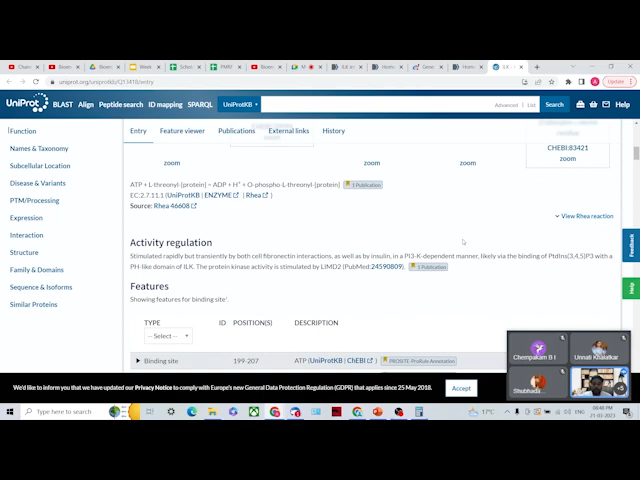 Week
uniprot.org/uniprotkb/Q13418/entry
Update
UniProt BLAST Align Peptide search ID mapping SPARQL UniProtKB Advanced | List Search Help
Function
Names & Taxonomy
Subcellular Location
Disease & Variants
PTM/Processing
Expression
Interaction
Structure
Family & Domains
Sequence & Isoforms
Similar Proteins
Entry Feature viewer Publications External links History
CHEBI:83421
zoom zoom zoom zoom
ATP + L-threonyl-[protein] = ADP + H⁺ + O-phospho-L-threonyl-[protein] 1 Publication
EC:2.7.11.1 (UniProtKB | ENZYME | Rhea )
Source: Rhea 46608
View Rhea reaction
Activity regulation
Stimulated rapidly but transiently by both cell fibronectin interactions, as well as by insulin, in a PI3-K-dependent manner, likely via the binding of PtdIns(3,4,5)P3 with a
PH-like domain of ILK. The protein kinase activity is stimulated by LIMD2 (PubMed:24590809). 1 Publication
Features
Showing features for binding site
TYPE ID POSITION(S) DESCRIPTION
-- Select --
Binding site 199-207 ATP (UniProtKB | ChEBI ) PROSITE-ProRule Annotation
Feedback
Help
Chempakam B I
Unnati Khalatkar
+5
We'd like to inform you that we have updated our Privacy Notice to comply with Europe's new General Data Protection Regulation (GDPR) that applies since 25 May 2018.
Accept
Type here to search
17°C
08:48 PM
21-03-2023